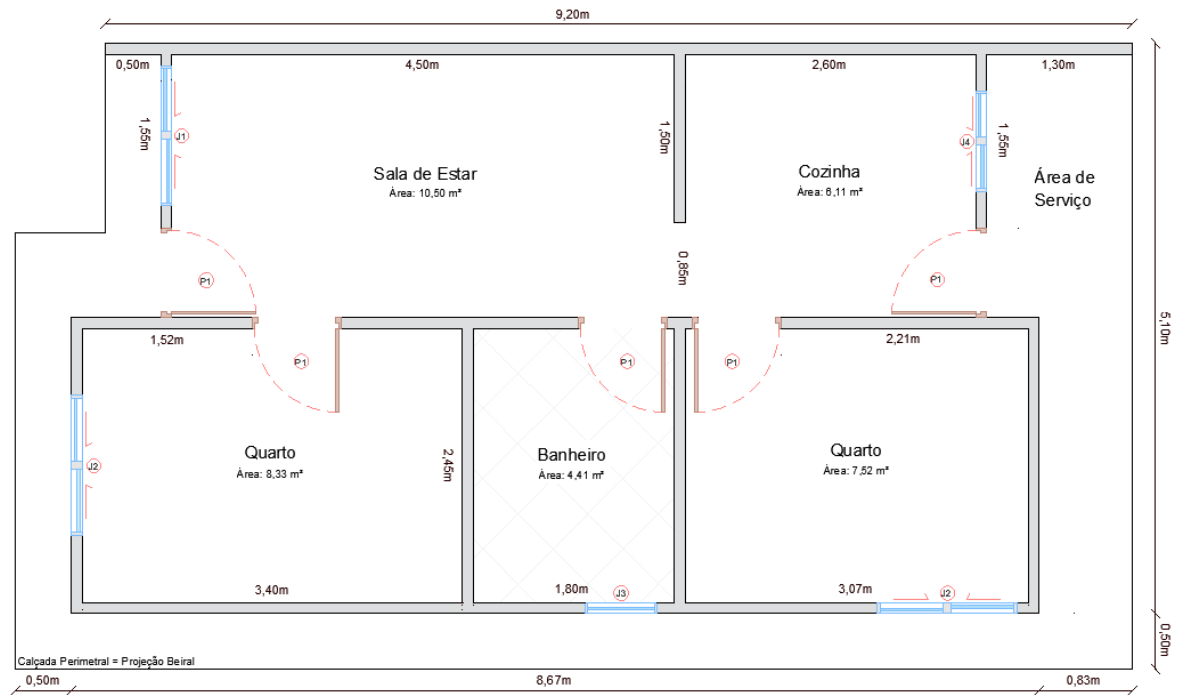 9,20m
0,50m
4,50m
2,60m
1,30m
1,55m
J1
1,50m
J4
1,55m
Sala de Estar
Área: 10,50 m²
Cozinha
Área: 6,11 m²
Área de
Serviço
P1
0,85m
P1
5,10m
1,52m
P1
P1
P1
2,21m
J2
Quarto
Área: 8,33 m²
2,45m
Banheiro
Área: 4,41 m²
Quarto
Área: 7,52 m²
3,40m
1,80m
J3
3,07m
J2
0,50m
Calçada Perimetral = Projeção Beiral
0,50m
8,67m
0,83m